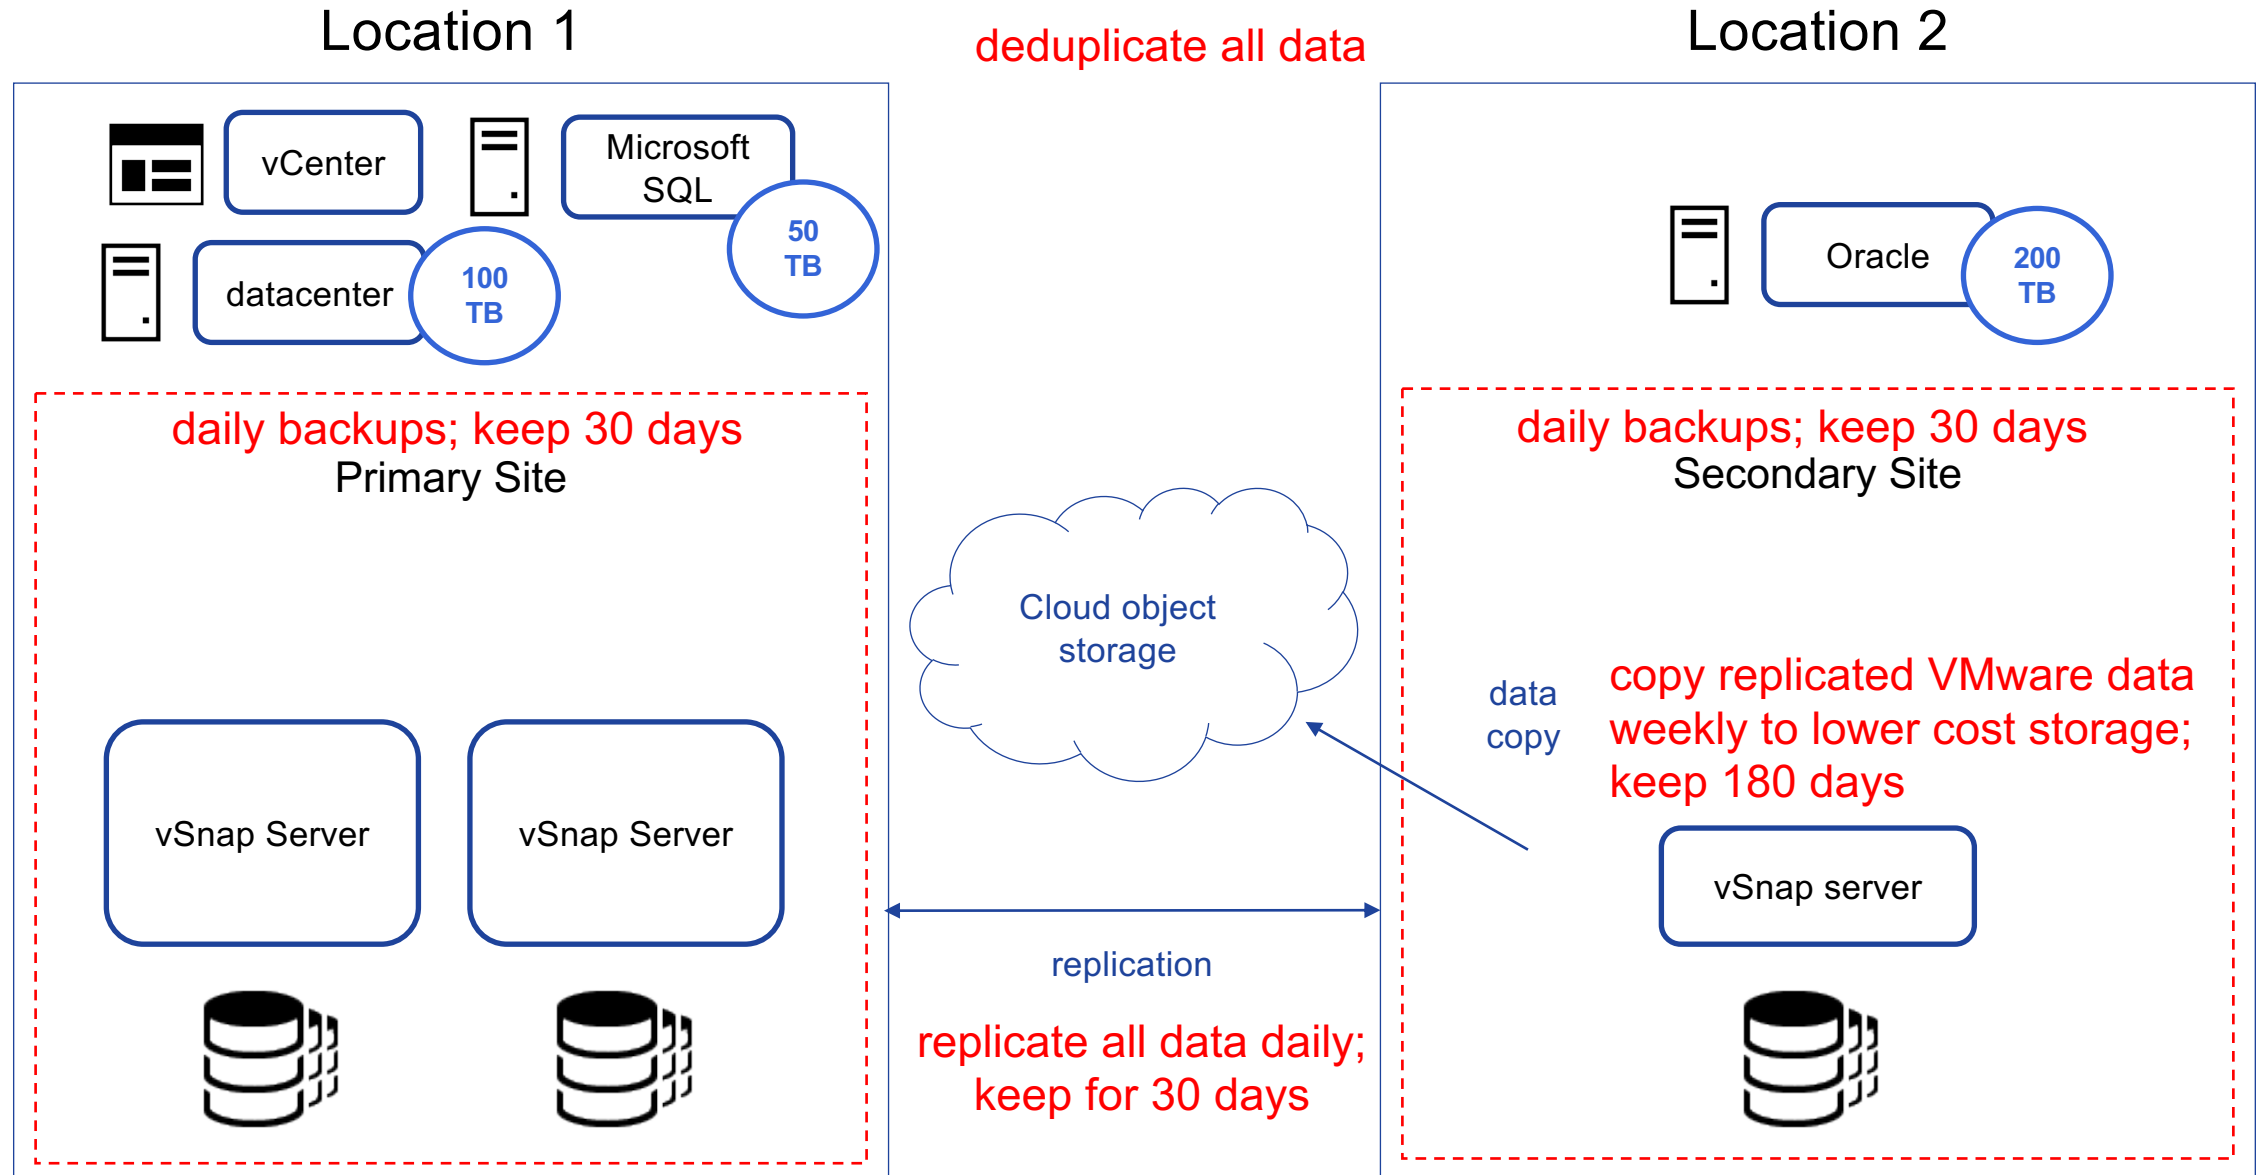 Location 1
deduplicate all data
Location 2
vCenter
Microsoft
SQL
50
TB
datacenter
100
TB
Oracle
200
TB
daily backups; keep 30 days
Primary Site
daily backups; keep 30 days
Secondary Site
Cloud object
storage
data
copy
copy replicated VMware data
weekly to lower cost storage;
keep 180 days
vSnap Server
vSnap Server
vSnap server
replication
replicate all data daily;
keep for 30 days